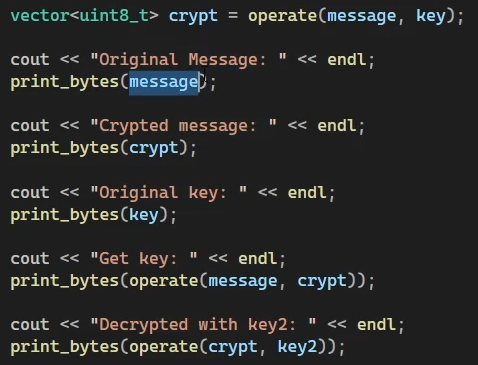 vector<uint8_t> crypt = operate(message, key);
cout << "Original Message: " << endl;
print_bytes(message);
cout << "Crypted message: " << endl;
print_bytes(crypt);
cout << "Original key: " << endl;
print_bytes(key);
cout << "Get key: " << endl;
print_bytes(operate(message, crypt));
cout << "Decrypted with key2: " << endl;
print_bytes(operate(crypt, key2));